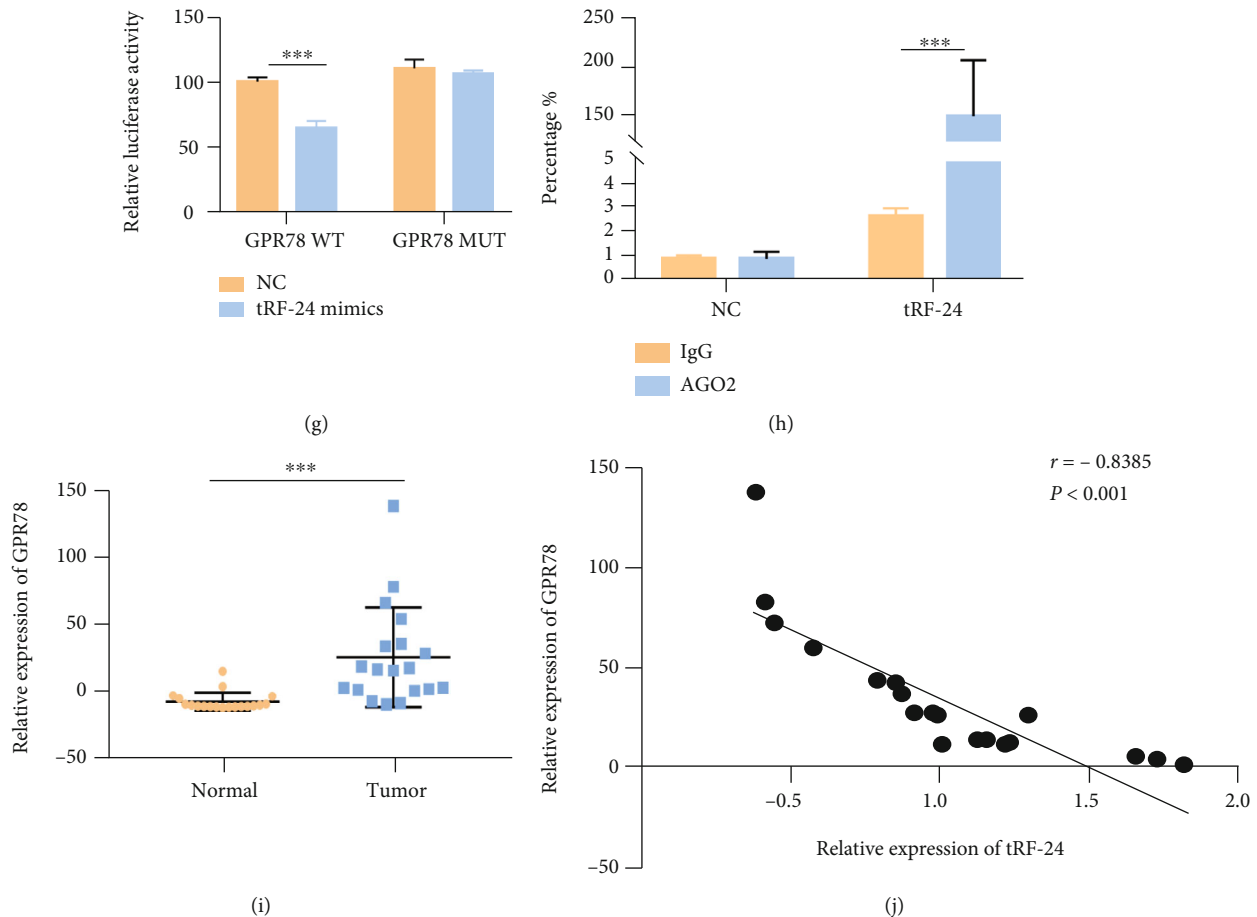 Relative luciferase activity
150
100
50
0
***
GPR78 WT
GPR78 MUT
NC
tRF-24 mimics
(g)
Percentage %
250
200
150
5
4
3
2
1
0
***
NC
tRF-24
IgG
AGO2
(h)
Relative expression of GPR78
150
100
50
0
–50
***
Normal
Tumor
(i)
Relative expression of GPR78
150
100
50
0
–50
r = – 0.8385
P < 0.001
–0.5
1.0
1.5
2.0
Relative expression of tRF-24
(j)